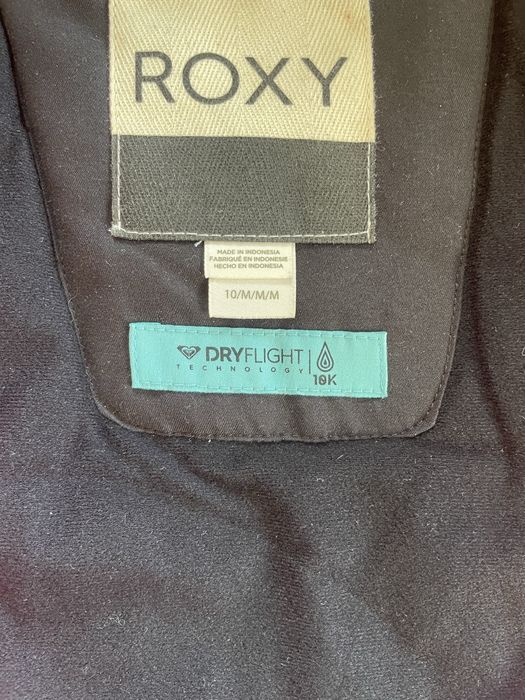 ROXY
MADE IN INDONESIA
FABRIQUÉ EN INDONESIE
HECHO EN INDONESIA
10/M/M/M
DRYFLIGHT
TECHNOLOGY
10K